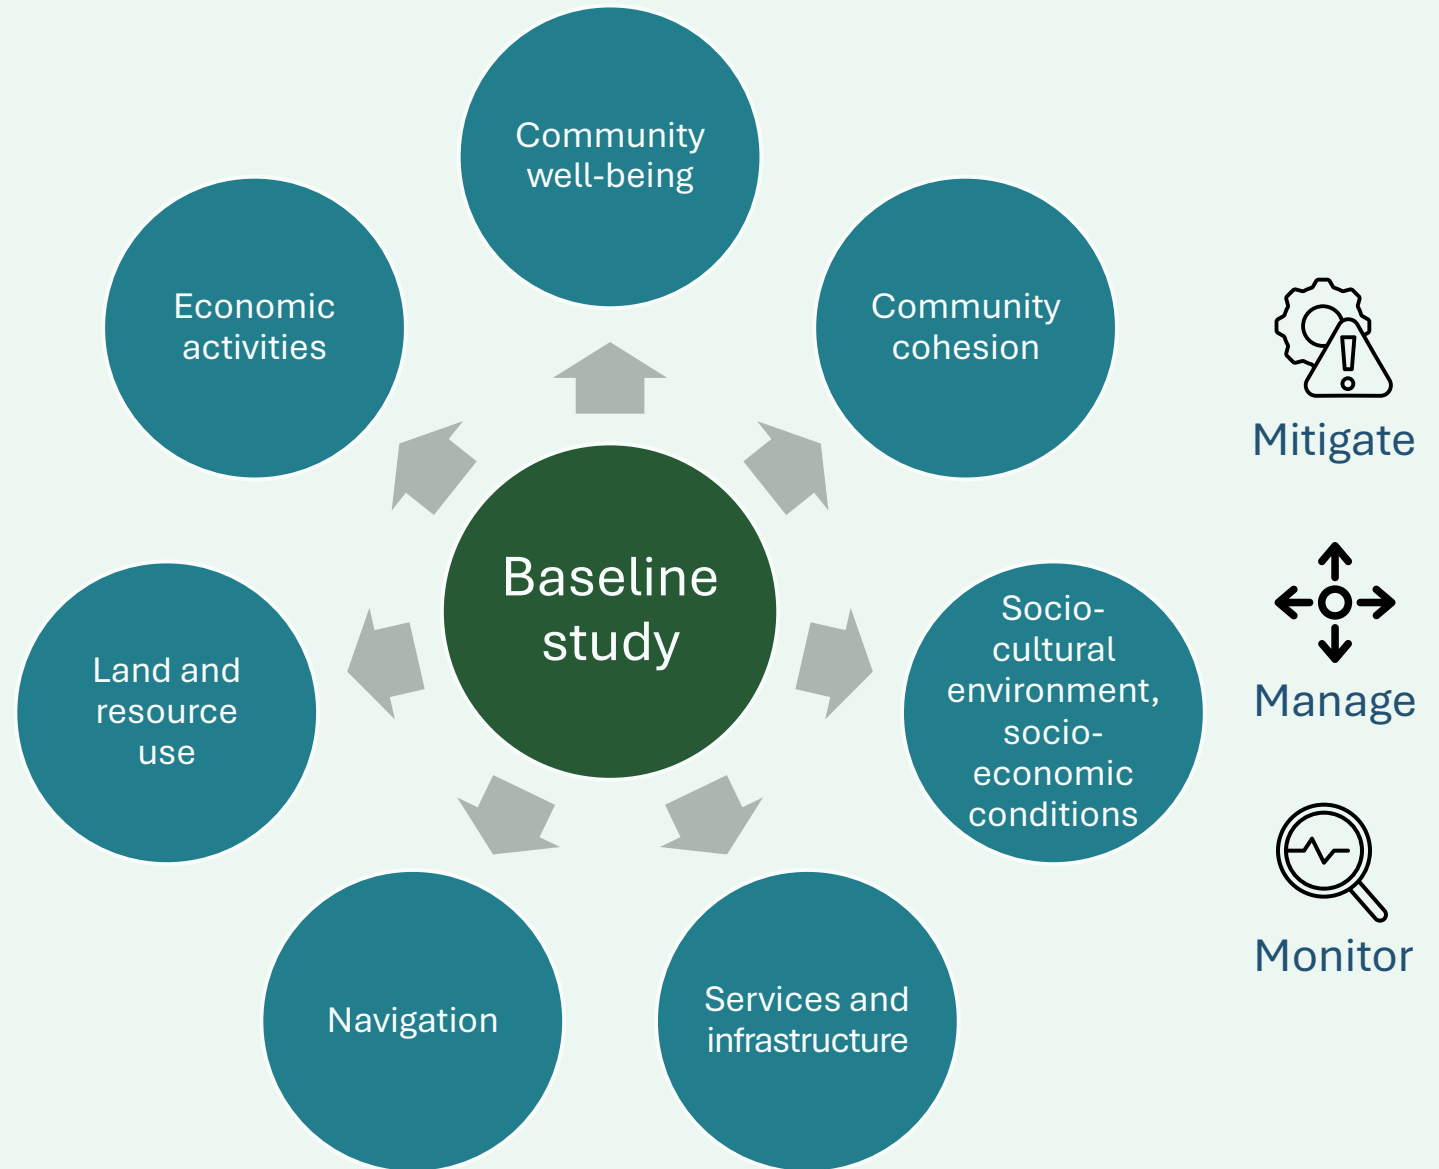 Community
well-being
Economic
activities
Community
cohesion
Mitigate
Baseline
study
Socio-
cultural
environment,
socio-
economic
conditions
Land and
resource
use
Manage
Navigation
Services and
infrastructure
Monitor